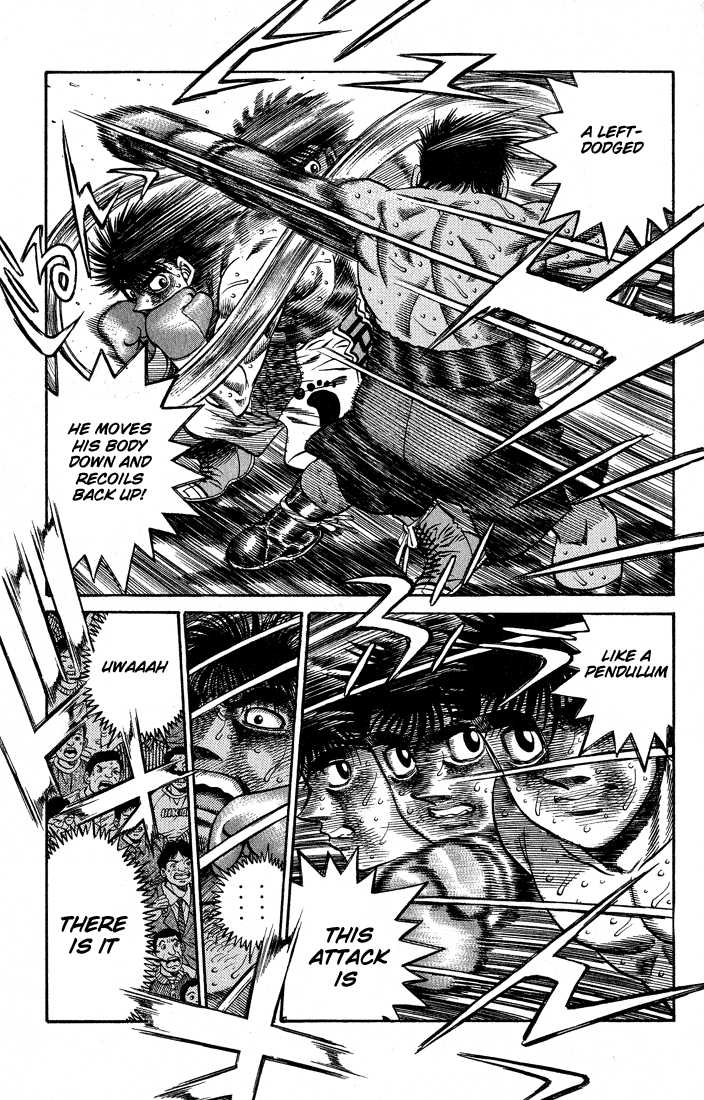 A LEFT-
DODGED
HE MOVES
HIS BODY
DOWN AND
RECOILS
BACK UP!
LIKE A
PENDULUM
THIS
ATTACK
IS
. . . .
. . . .
UWAAAH
THERE
IS IT